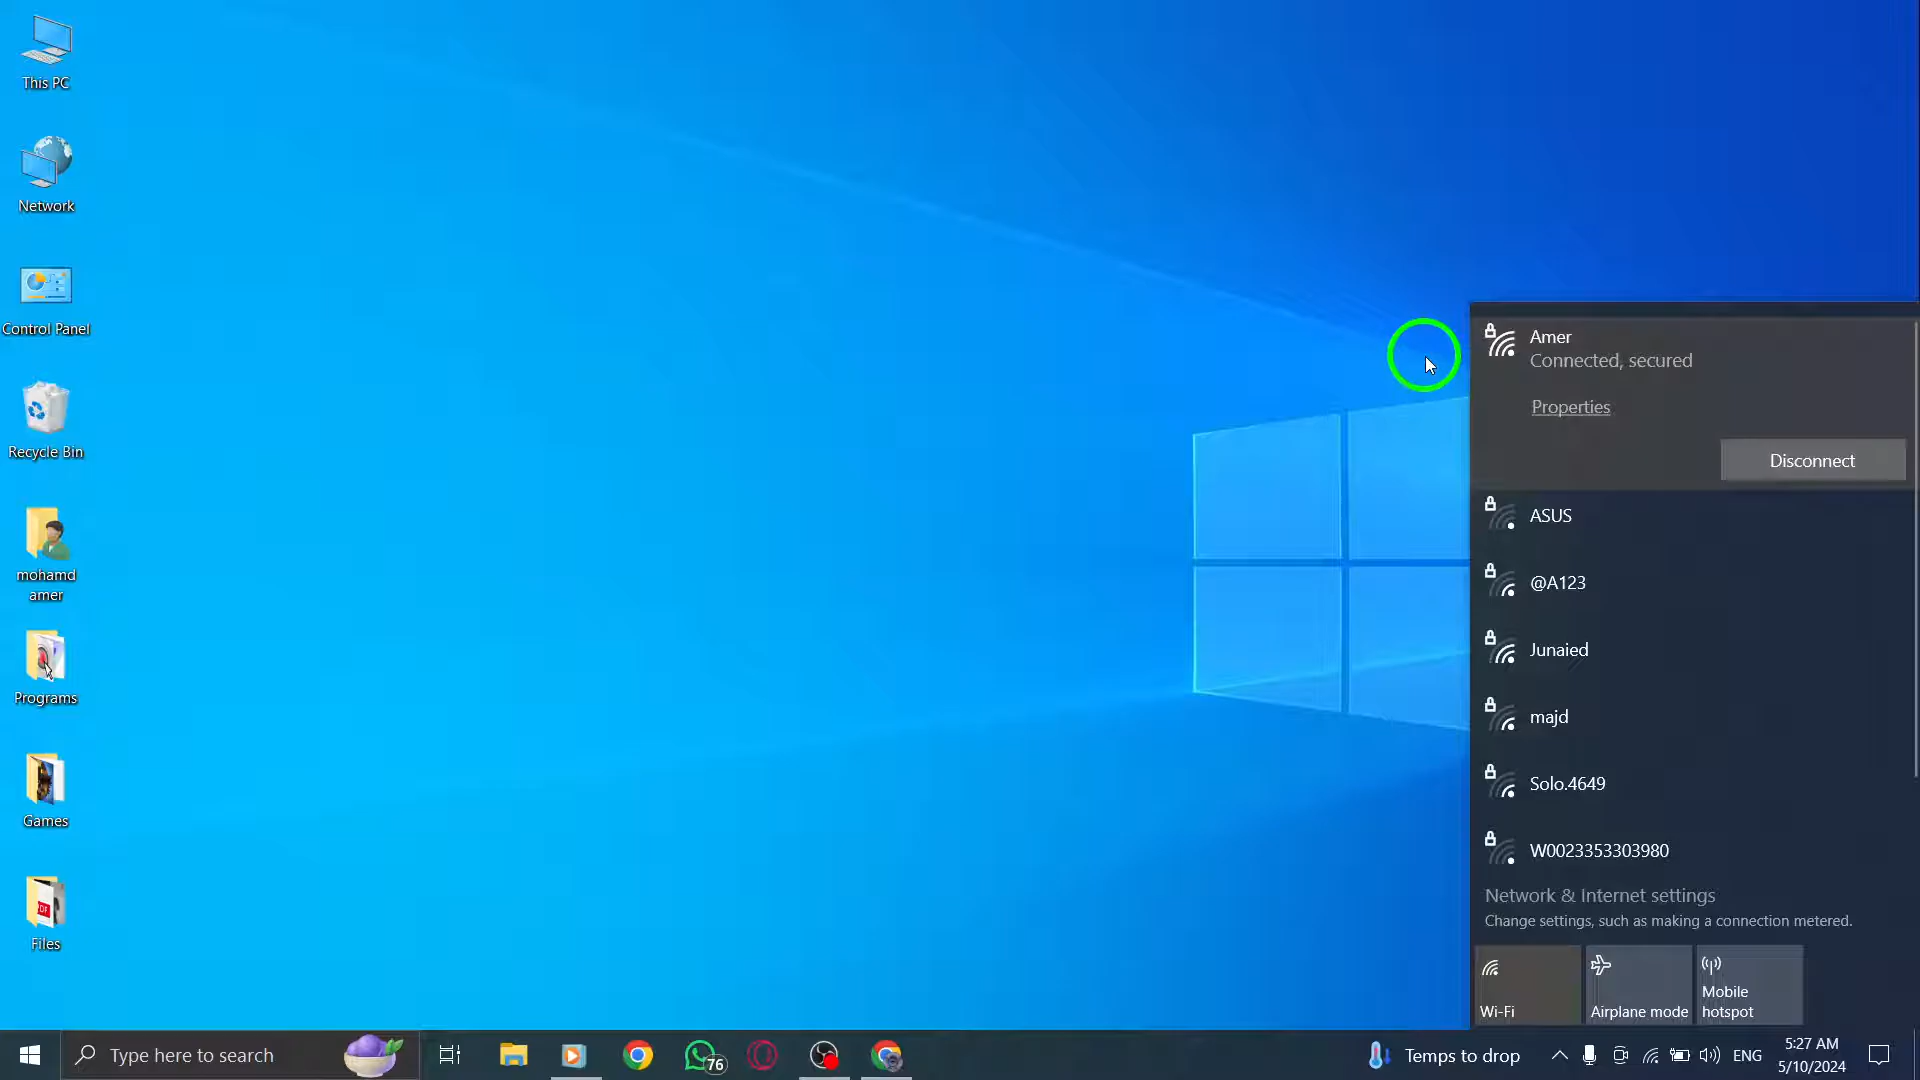 This PC
Network
Control Panel
Recycle Bin
mohamd
amer
Programs
Games
PDF
Files
Amer
Connected, secured
Properties
Disconnect
ASUS
@A123
Junaied
majd
Solo.4649
W0023353303980
Network & Internet settings
Change settings, such as making a connection metered.
Wi-Fi
Airplane mode
Mobile
hotspot
Type here to search
76
Temps to drop
ENG
5:27 AM
5/10/2024